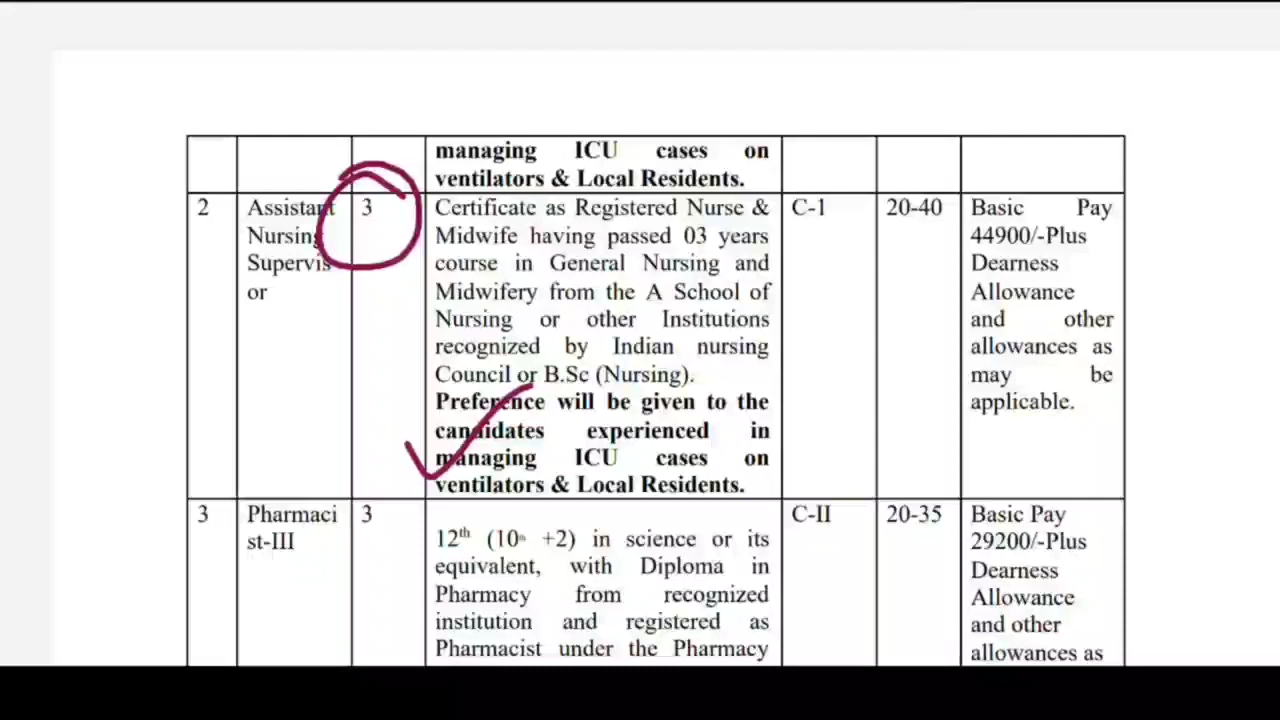 managing ICU cases on
ventilators & Local Residents.
2 Assistant 3 Certificate as Registered Nurse & C-1 20-40 Basic Pay
Nursing Midwife having passed 03 years 44900/-Plus
Supervis course in General Nursing and Dearness
or Midwifery from the A School of Allowance
Nursing or other Institutions and other
recognized by Indian nursing allowances as
Council or B.Sc (Nursing). may be
Preference will be given to the applicable.
candidates experienced in
managing ICU cases on
ventilators & Local Residents.
3 Pharmaci 3 C-II 20-35 Basic Pay
st-III 12th (10th +2) in science or its 29200/-Plus
equivalent, with Diploma in Dearness
Pharmacy from recognized Allowance
institution and registered as and other
Pharmacist under the Pharmacy allowances as